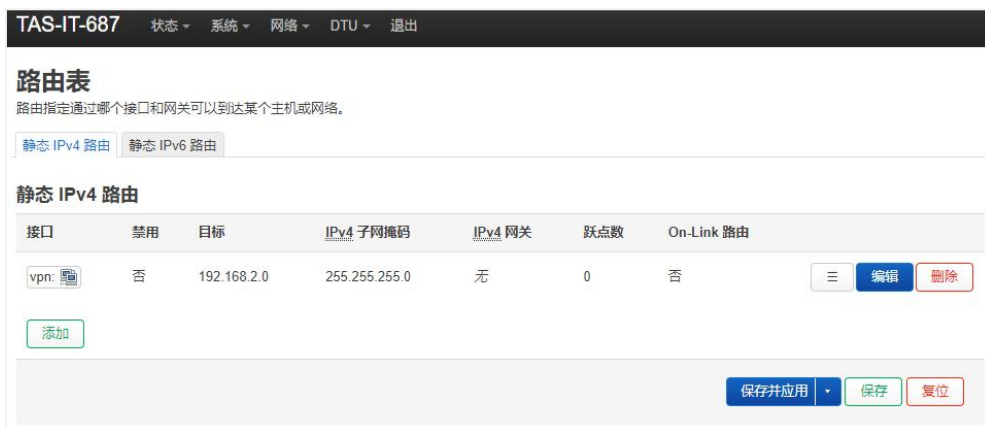 TAS-IT-687 状态 系统 网络 DTU 退出
路由表
路由指定通过哪个接口和网关可以到达某个主机或网络。
静态 IPv4 路由 静态 IPv6 路由
静态 IPv4 路由
接口 禁用 目标 IPv4 子网掩码 IPv4 网关 跃点数 On-Link 路由
vpn: 否 192.168.2.0 255.255.255.0 无 0 否 ☰ 编辑 删除
添加
保存并应用 保存 复位